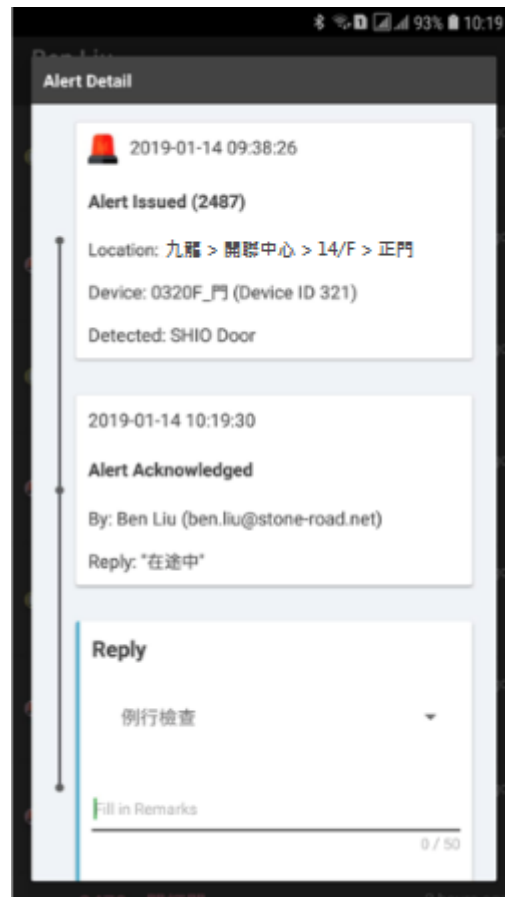 93% 10:19
Ben Liu
Alert Detail
2019-01-14 09:38:26
Alert Issued (2487)
Location: 九龍 > 開聯中心 > 14/F > 正門
Device: 0320F_門 (Device ID 321)
Detected: SHIO Door
2019-01-14 10:19:30
Alert Acknowledged
By: Ben Liu (ben.liu@stone-road.net)
Reply: "在途中"
Reply
例行檢查
Fill in Remarks
0 / 50